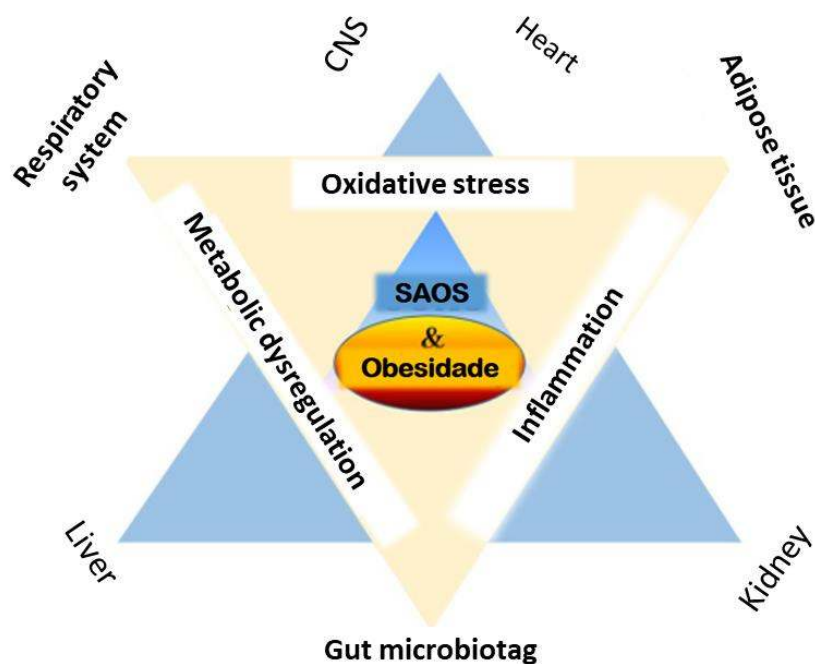 CNS
Heart
Respiratory
system
Adipose tissue
Oxidative stress
Metabolic dysregulation
SAOS
&
Obesidade
Inflammation
Liver
Kidney
Gut microbiotag